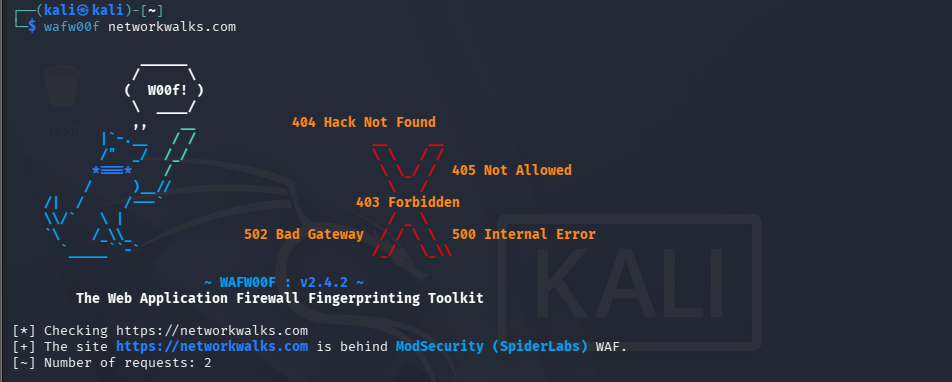 (kali㉿kali)-[~]
$ wafw00f networkwalks.com
( W00f! )
Trash
404 Hack Not Found
405 Not Allowed
403 Forbidden
502 Bad Gateway
500 Internal Error
KALI
~ WAFW00F : v2.4.2 ~
The Web Application Firewall Fingerprinting Toolkit
[*] Checking https://networkwalks.com
[+] The site https://networkwalks.com is behind ModSecurity (SpiderLabs) WAF.
[~] Number of requests: 2